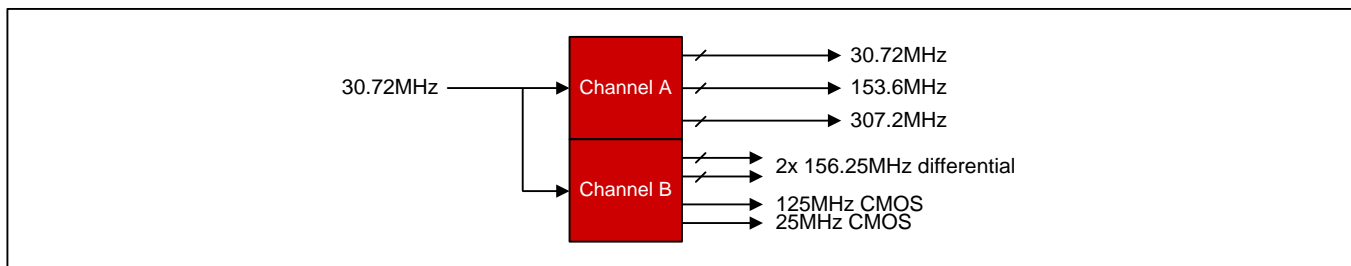 30.72MHz
Channel A
30.72MHz
153.6MHz
307.2MHz
Channel B
2x 156.25MHz differential
125MHz CMOS
25MHz CMOS